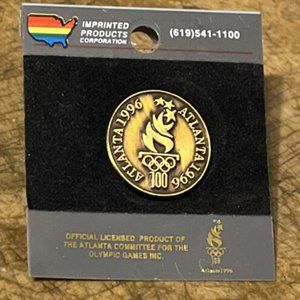 IMPRINTED
PRODUCTS
CORPORATION
(619)541-1100
ATLANTA 1996
ATLANTA 1996
100
OFFICIAL LICENSED PRODUCT OF
THE ATLANTA COMMITTEE FOR THE
OLYMPIC GAMES INC.
100
Atlanta 1996